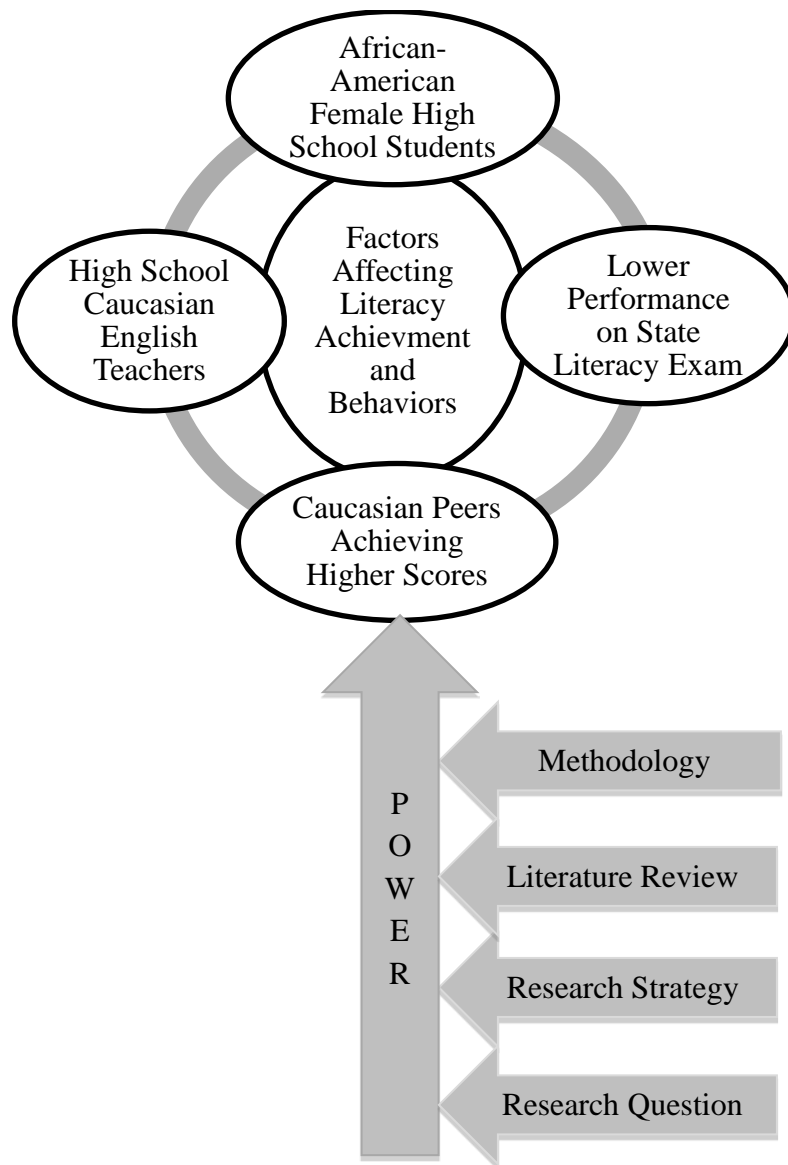 African-
American
Female High
School Students
High School
Caucasian
English
Teachers
Factors
Affecting
Literacy
Achievment
and
Behaviors
Lower
Performance
on State
Literacy Exam
Caucasian Peers
Achieving
Higher Scores
P
O
W
E
R
Methodology
Literature Review
Research Strategy
Research Question